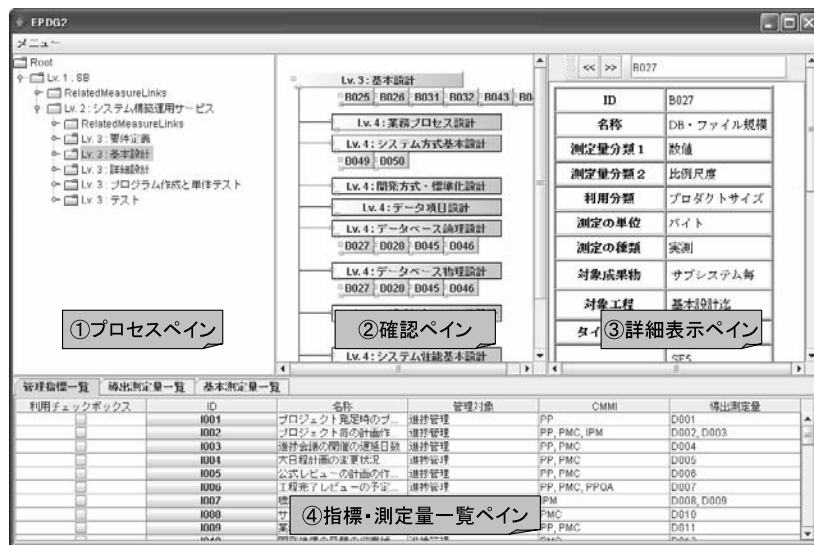 EPDG2
メニュー
Root
Lv. 1 : SB
RelatedMeasureLinks
Lv. 2 : システム構築運用サービス
RelatedMeasureLinks
Lv. 3 : 要件定義
Lv. 3 : 基本設計
Lv. 3 : 詳細設計
Lv. 3 : プログラム作成と単体テスト
Lv. 3 : テスト
①プロセスペイン
Lv. 3 : 基本設計
B025 B026 B031 B032 B043
Lv. 4 : 業務プロセス設計
Lv. 4 : システム方式基本設計
B049 B050
Lv. 4 : 開発方式・標準化設計
Lv. 4 : データ項目設計
Lv. 4 : データベース論理設計
B027 B028 B045 B046
Lv. 4 : データベース物理設計
B027 B028 B045 B046
②確認ペイン
Lv. 4 : システム性能基本設計
<< >> B027
ID B027
名称 DB・ファイル規模
測定量分類1 数値
測定量分類2 比例尺度
利用分類 プロダクトサイズ
測定の単位 バイト
測定の種類 実測
対象成果物 サブシステム毎
対象工程 基本設計迄
③詳細表示ペイン
管理指標一覧 導出測定量一覧 基本測定量一覧
利用チェックボックス ID 名称 管理対象 CMMI 導出測定量
I001 プロジェクト発足時のプ... 進捗管理 PP D001
I002 プロジェクト毎の計画作 進捗管理 PP, PMC, IPM D002, D003
I003 進捗会議の開催の遅延日数 進捗管理 PP, PMC D004
I004 大日程計画の変更状況 進捗管理 PP, PMC D005
I005 公式レビューの計画の作... 進捗管理 PP, PMC D006
I006 工程完了レビューの予定... 進捗管理 PP, PMC, PPQA D007
I007 IPM D008, D009
I008 サ PMC D010
I009 PP, PMC D011
④指標・測定量一覧ペイン